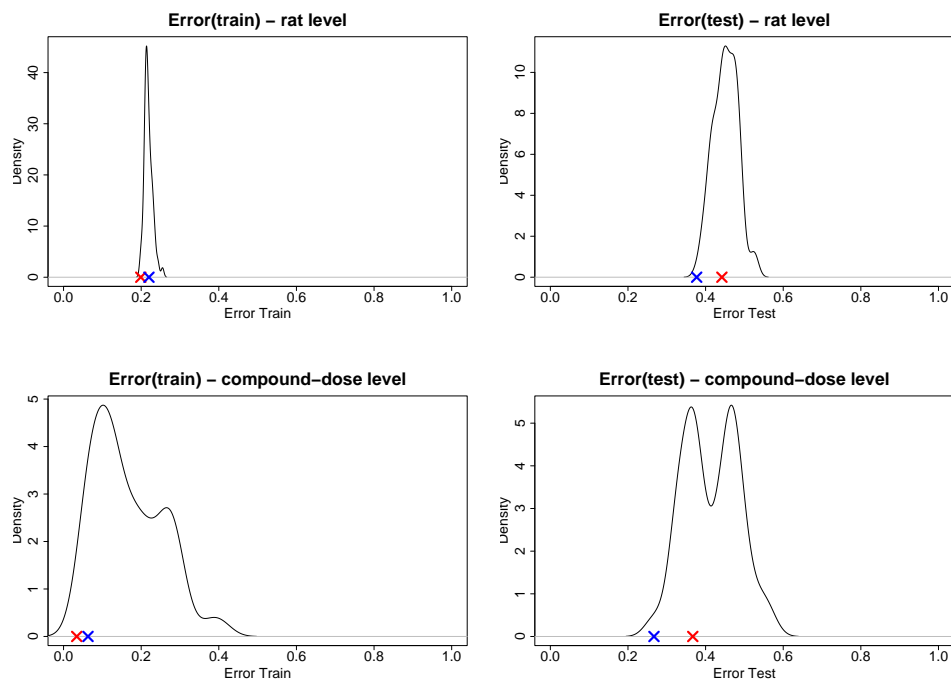 Error(train) − rat level
Density
0 10 20 30 40
0.0 0.2 0.4 0.6 0.8 1.0
Error Train
Error(test) − rat level
Density
0 2 4 6 8 10
0.0 0.2 0.4 0.6 0.8 1.0
Error Test
Error(train) − compound−dose level
Density
0 1 2 3 4 5
0.0 0.2 0.4 0.6 0.8 1.0
Error Train
Error(test) − compound−dose level
Density
0 1 2 3 4 5
0.0 0.2 0.4 0.6 0.8 1.0
Error Test